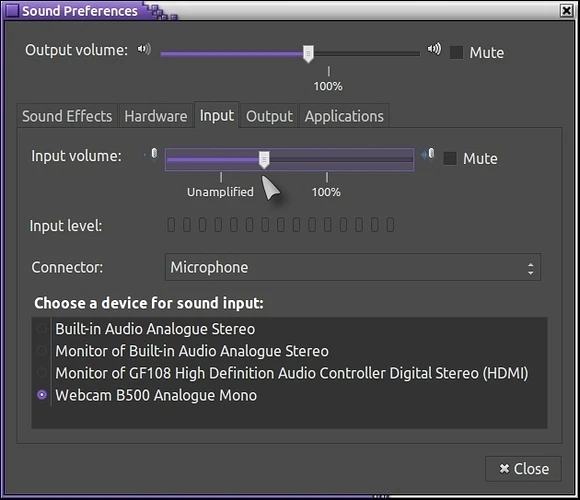 Sound Preferences
Output volume: Mute
100%
Sound Effects Hardware Input Output Applications
Input volume: Mute
Unamplified 100%
Input level:
Connector: Microphone
Choose a device for sound input:
Built-in Audio Analogue Stereo
Monitor of Built-in Audio Analogue Stereo
Monitor of GF108 High Definition Audio Controller Digital Stereo (HDMI)
Webcam B500 Analogue Mono
Close